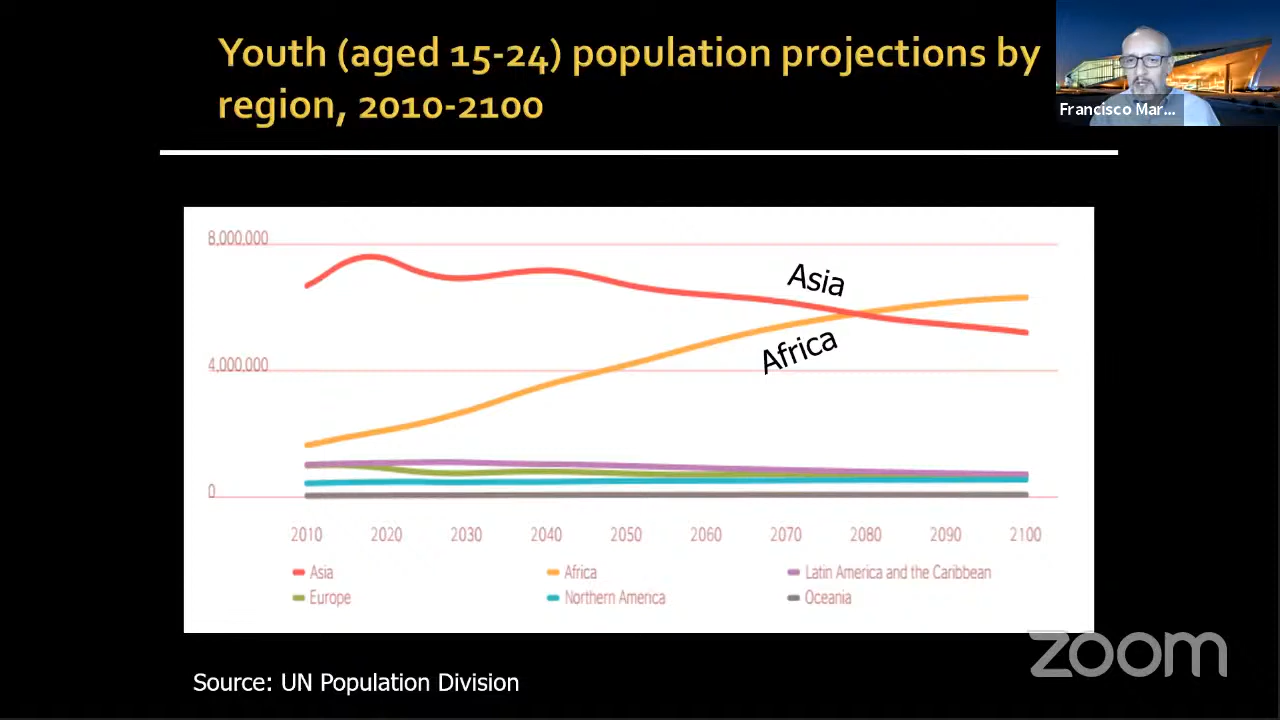 Youth (aged 15-24) population projections by
region, 2010-2100
Francisco Mar...
8,000,000
Asia
Africa
4,000,000
0
2010 2020 2030 2040 2050 2060 2070 2080 2090 2100
Asia Africa Latin America and the Caribbean
Europe Northern America Oceania
zoom
Source: UN Population Division